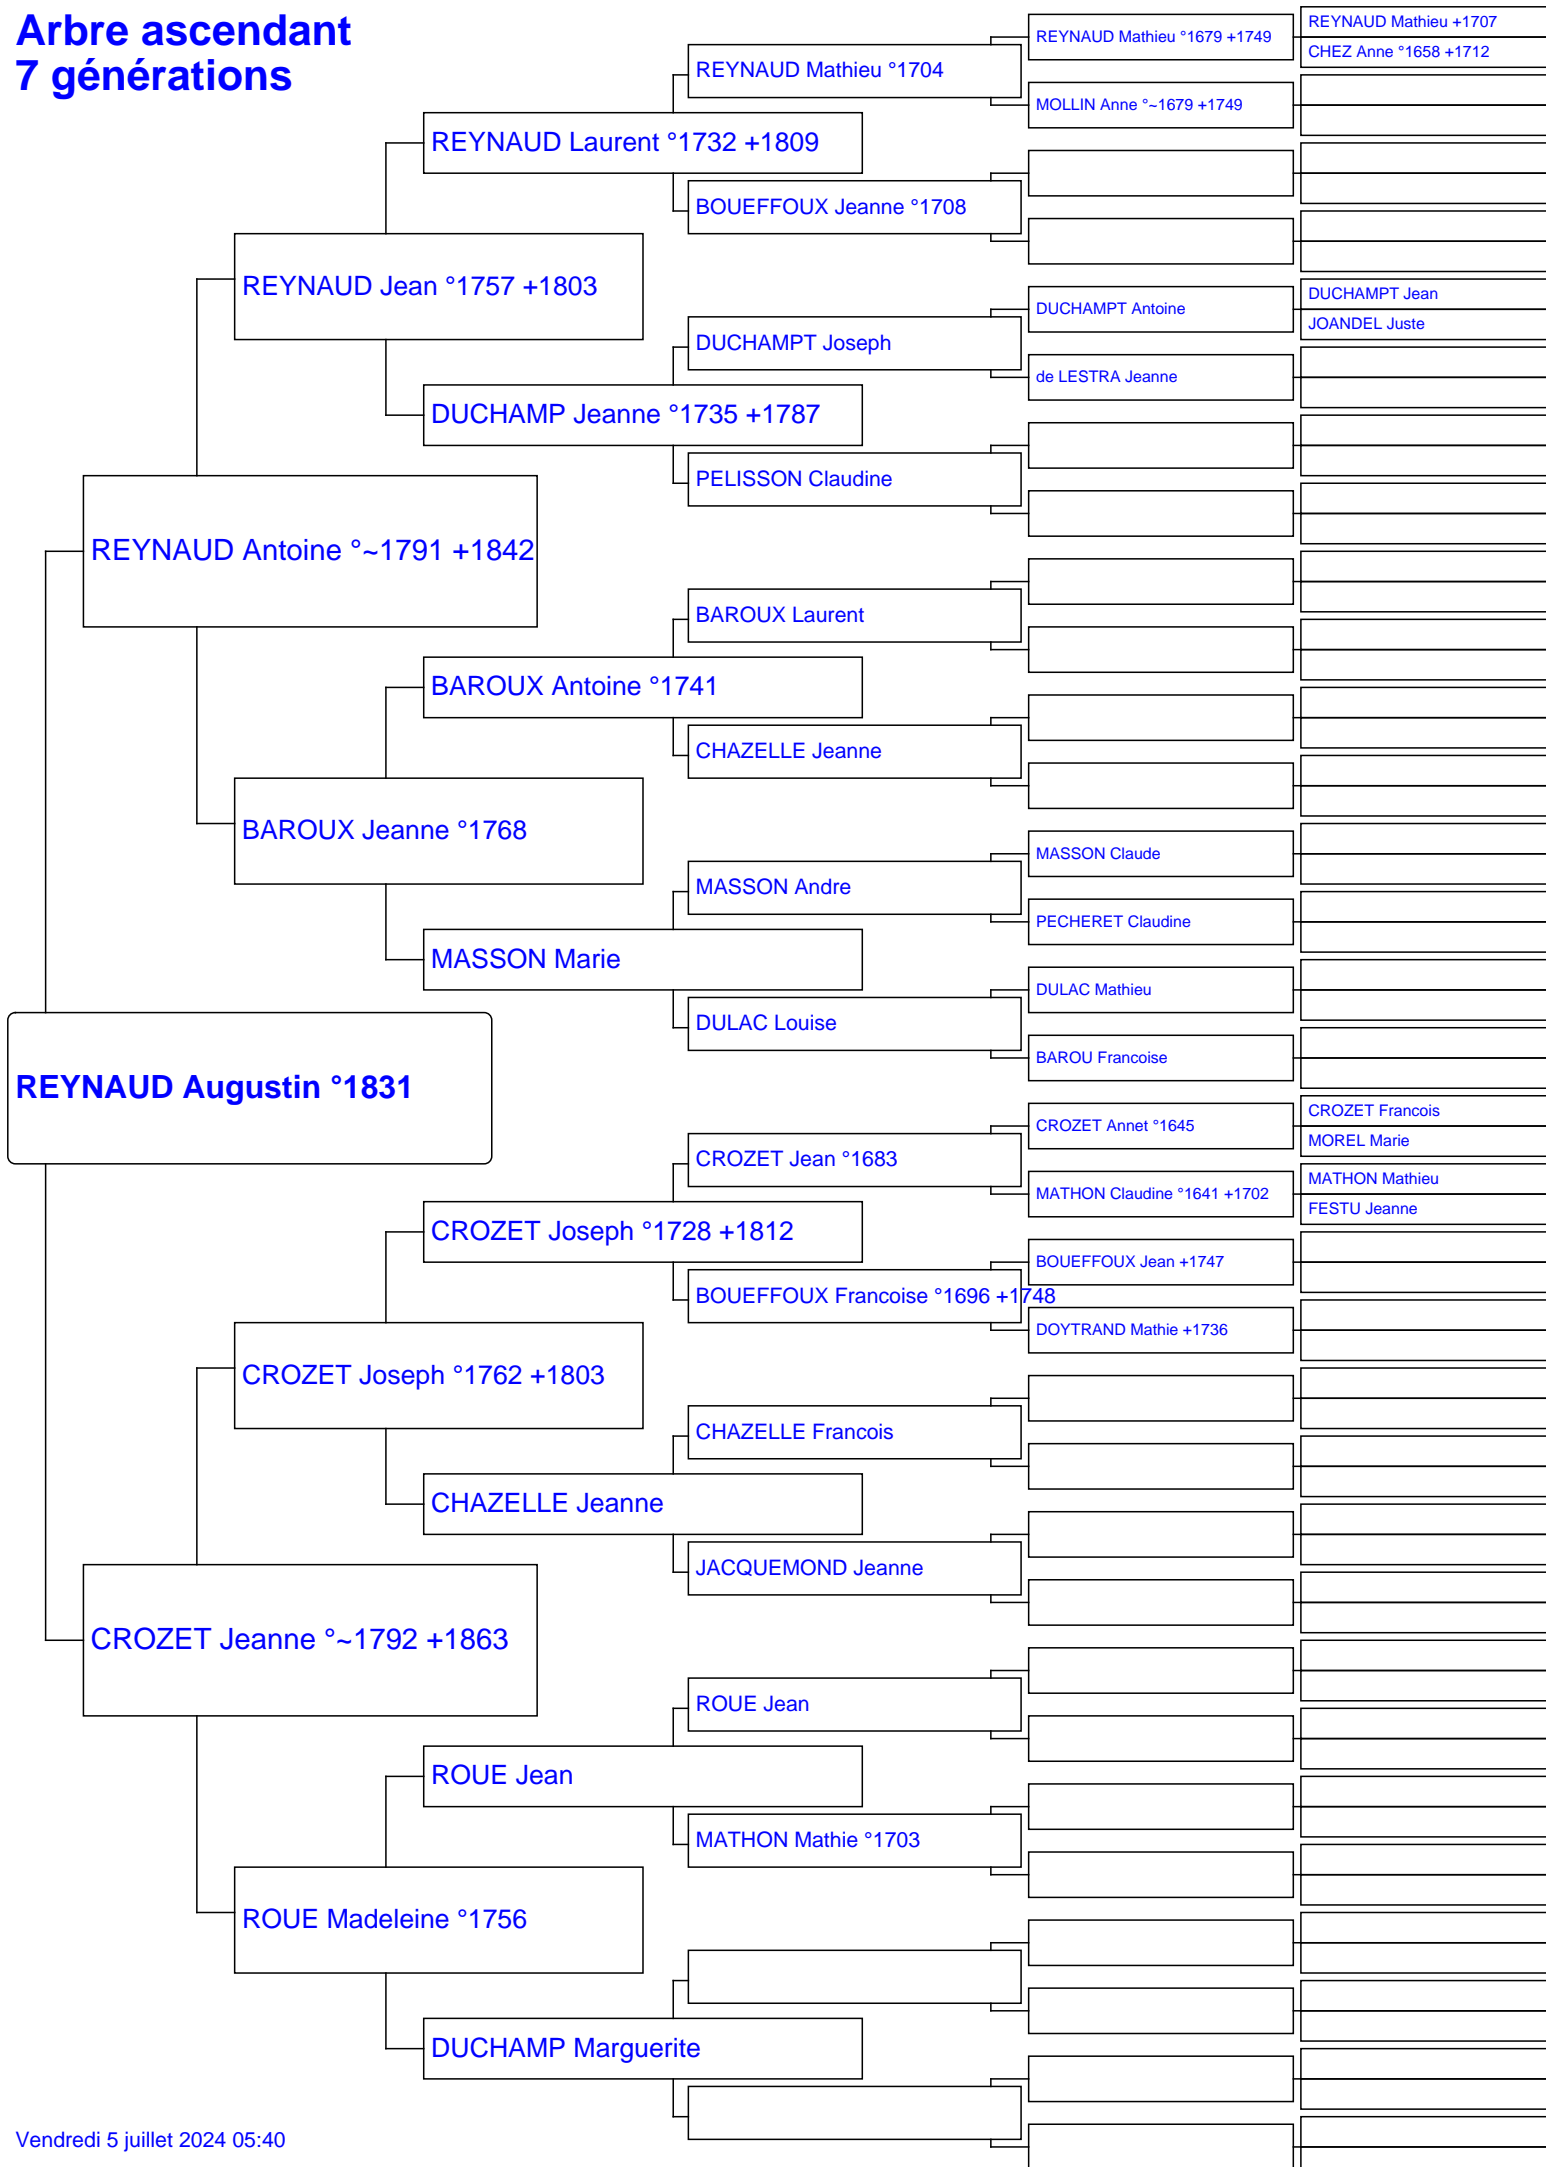 Arbre ascendant
7 générations
REYNAUD Mathieu +1707
REYNAUD Mathieu °1679 +1749
CHEZ Anne °1658 +1712
REYNAUD Mathieu °1704
MOLLIN Anne °~1679 +1749
REYNAUD Laurent °1732 +1809
BOUEFFOUX Jeanne °1708
REYNAUD Jean °1757 +1803
DUCHAMPT Jean
DUCHAMPT Antoine
JOANDEL Juste
DUCHAMPT Joseph
de LESTRA Jeanne
DUCHAMP Jeanne °1735 +1787
PELISSON Claudine
REYNAUD Antoine °~1791 +1842
BAROUX Laurent
BAROUX Antoine °1741
CHAZELLE Jeanne
BAROUX Jeanne °1768
MASSON Claude
MASSON Andre
PECHERET Claudine
MASSON Marie
DULAC Mathieu
DULAC Louise
BAROU Francoise
REYNAUD Augustin °1831
CROZET Francois
CROZET Annet °1645
MOREL Marie
CROZET Jean °1683
MATHON Mathieu
MATHON Claudine °1641 +1702
FESTU Jeanne
CROZET Joseph °1728 +1812
BOUEFFOUX Jean +1747
BOUEFFOUX Francoise °1696 +1748
DOYTRAND Mathie +1736
CROZET Joseph °1762 +1803
CHAZELLE Francois
CHAZELLE Jeanne
JACQUEMOND Jeanne
CROZET Jeanne °~1792 +1863
ROUE Jean
ROUE Jean
MATHON Mathie °1703
ROUE Madeleine °1756
DUCHAMP Marguerite
Vendredi 5 juillet 2024 05:40